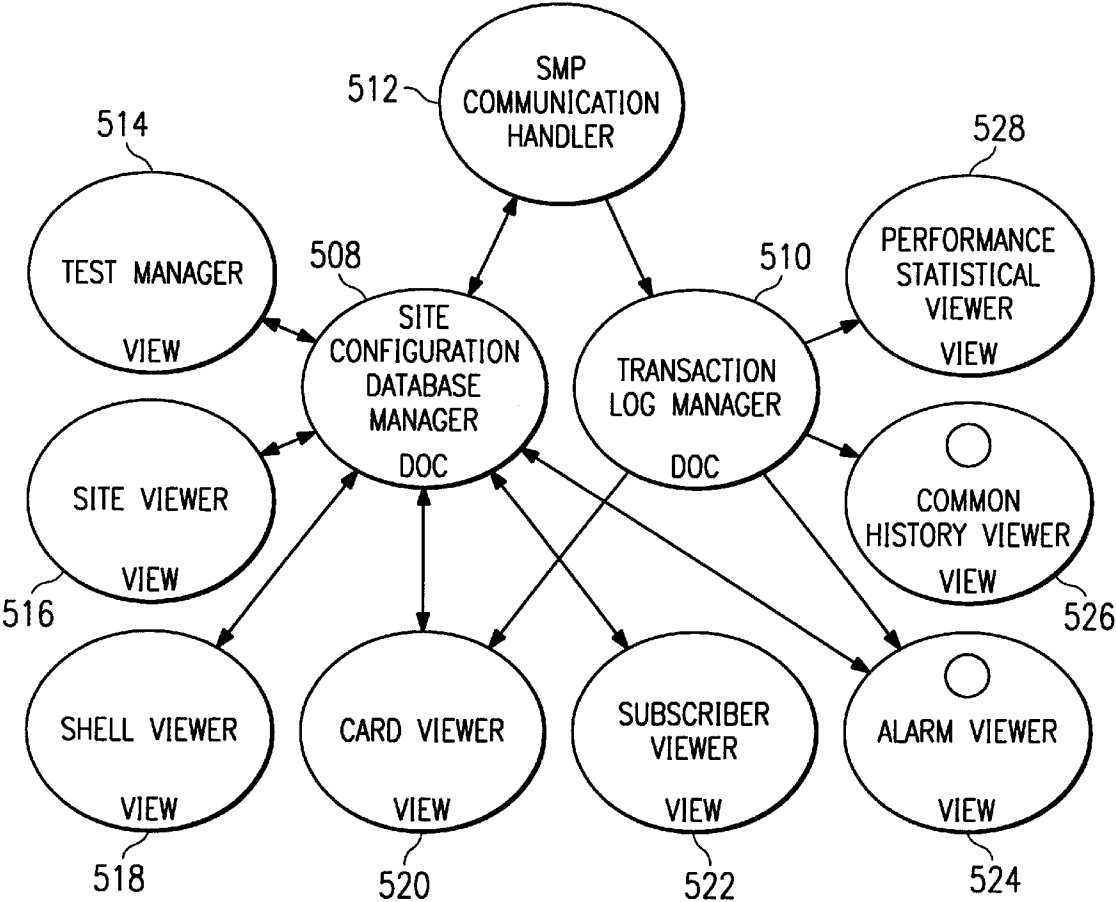 512
SMP
COMMUNICATION
HANDLER
514
TEST MANAGER
VIEW
508
SITE
CONFIGURATION
DATABASE
MANAGER
DOC
510
TRANSACTION
LOG MANAGER
DOC
528
PERFORMANCE
STATISTICAL
VIEWER
VIEW
SITE VIEWER
VIEW
516
COMMON
HISTORY VIEWER
VIEW
526
SHELL VIEWER
VIEW
518
CARD VIEWER
VIEW
520
SUBSCRIBER
VIEWER
VIEW
522
ALARM VIEWER
VIEW
524